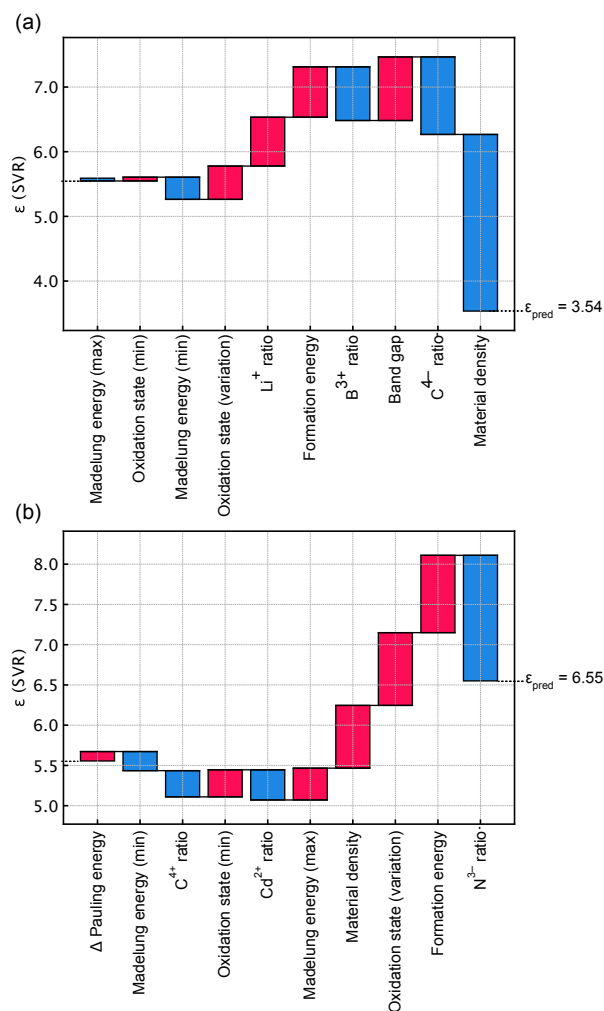 (a)
7.0
6.0
5.0
4.0
ε (SVR)
ε_pred = 3.54
Madelung energy (max)
Oxidation state (min)
Madelung energy (min)
Oxidation state (variation)
Li⁺ ratio
Formation energy
B³⁺ ratio
Band gap
C⁴⁻ ratio
Material density
(b)
8.0
7.5
7.0
6.5
6.0
5.5
5.0
ε (SVR)
ε_pred = 6.55
Δ Pauling energy
Madelung energy (min)
C⁴⁺ ratio
Oxidation state (min)
Cd²⁺ ratio
Madelung energy (max)
Material density
Oxidation state (variation)
Formation energy
N³⁻ ratio